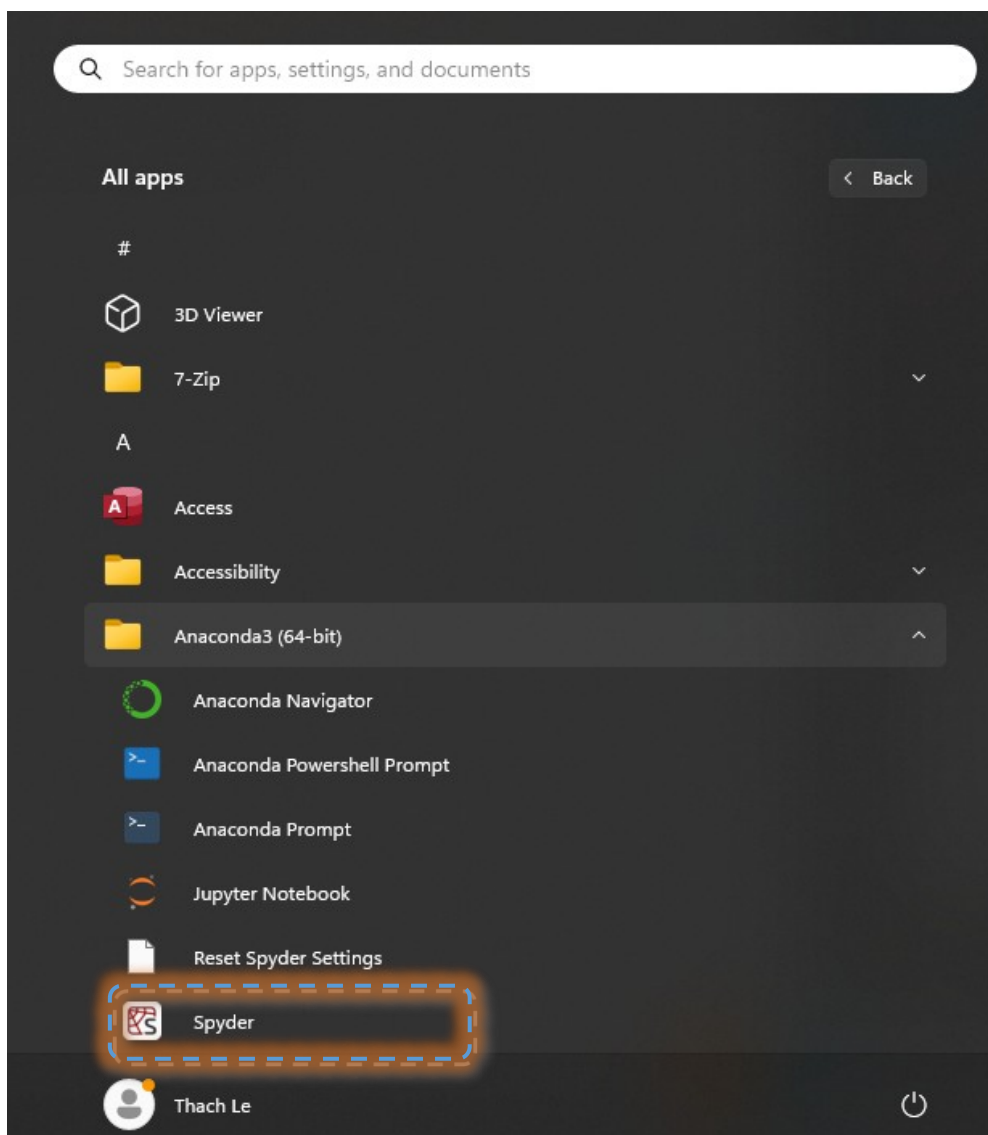 Search for apps, settings, and documents
All apps
Back
#
3D Viewer
7-Zip
A
A Access
Accessibility
Anaconda3 (64-bit)
Anaconda Navigator
>_ Anaconda Powershell Prompt
>_ Anaconda Prompt
Jupyter Notebook
Reset Spyder Settings
S Spyder
Thach Le